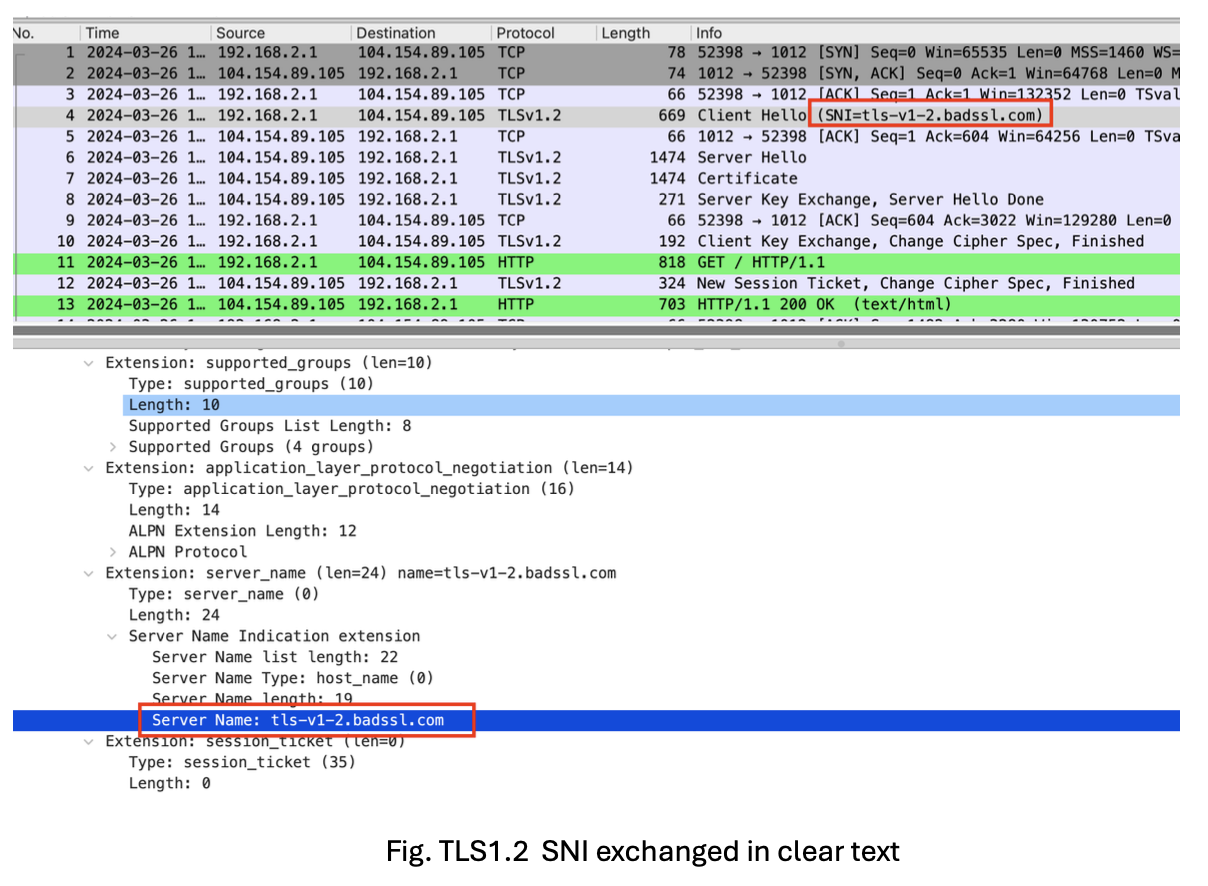 No. Time Source Destination Protocol Length Info
1 2024-03-26 1… 192.168.2.1 104.154.89.105 TCP 78 52398 → 1012 [SYN] Seq=0 Win=65535 Len=0 MSS=1460 WS=
2 2024-03-26 1… 104.154.89.105 192.168.2.1 TCP 74 1012 → 52398 [SYN, ACK] Seq=0 Ack=1 Win=64768 Len=0 M
3 2024-03-26 1… 192.168.2.1 104.154.89.105 TCP 66 52398 → 1012 [ACK] Seq=1 Ack=1 Win=132352 Len=0 TSval
4 2024-03-26 1… 192.168.2.1 104.154.89.105 TLSv1.2 669 Client Hello (SNI=tls-v1-2.badssl.com)
5 2024-03-26 1… 104.154.89.105 192.168.2.1 TCP 66 1012 → 52398 [ACK] Seq=1 Ack=604 Win=64256 Len=0 TSva
6 2024-03-26 1… 104.154.89.105 192.168.2.1 TLSv1.2 1474 Server Hello
7 2024-03-26 1… 104.154.89.105 192.168.2.1 TLSv1.2 1474 Certificate
8 2024-03-26 1… 104.154.89.105 192.168.2.1 TLSv1.2 271 Server Key Exchange, Server Hello Done
9 2024-03-26 1… 192.168.2.1 104.154.89.105 TCP 66 52398 → 1012 [ACK] Seq=604 Ack=3022 Win=129280 Len=0
10 2024-03-26 1… 192.168.2.1 104.154.89.105 TLSv1.2 192 Client Key Exchange, Change Cipher Spec, Finished
11 2024-03-26 1… 192.168.2.1 104.154.89.105 HTTP 818 GET / HTTP/1.1
12 2024-03-26 1… 104.154.89.105 192.168.2.1 TLSv1.2 324 New Session Ticket, Change Cipher Spec, Finished
13 2024-03-26 1… 104.154.89.105 192.168.2.1 HTTP 703 HTTP/1.1 200 OK (text/html)
Extension: supported_groups (len=10)
Type: supported_groups (10)
Length: 10
Supported Groups List Length: 8
Supported Groups (4 groups)
Extension: application_layer_protocol_negotiation (len=14)
Type: application_layer_protocol_negotiation (16)
Length: 14
ALPN Extension Length: 12
ALPN Protocol
Extension: server_name (len=24) name=tls-v1-2.badssl.com
Type: server_name (0)
Length: 24
Server Name Indication extension
Server Name list length: 22
Server Name Type: host_name (0)
Server Name length: 19
Server Name: tls-v1-2.badssl.com
Extension: session_ticket (len=0)
Type: session_ticket (35)
Length: 0
Fig. TLS1.2 SNI exchanged in clear text